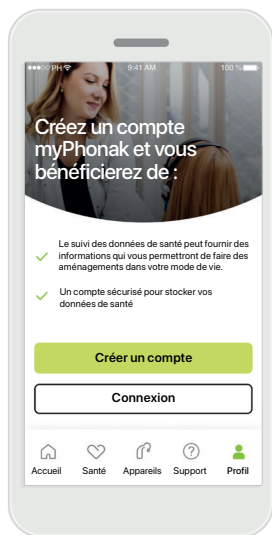 PH
9:41 AM
100 %
Créez un compte
myPhonak et vous
bénéficierez de :
Le suivi des données de santé peut fournir des
informations qui vous permettront de faire des
aménagements dans votre mode de vie.
Un compte sécurisé pour stocker vos
données de santé
Créer un compte
Connexion
Accueil Santé Appareils Support Profil